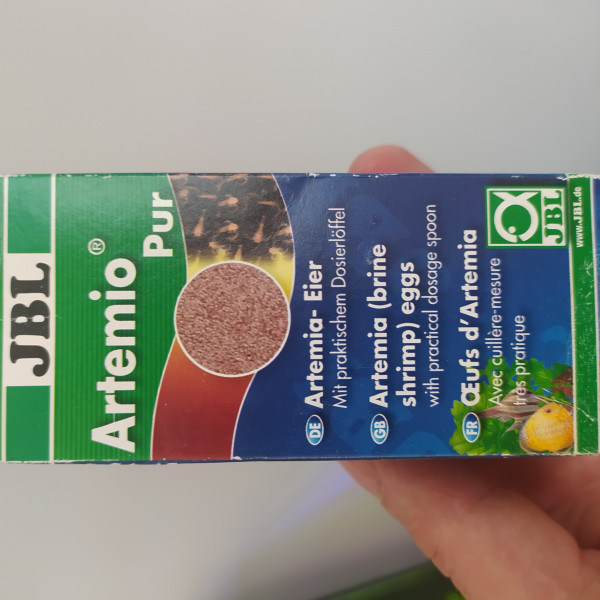 JBL
Artemio®
Pur
DE Artemia- Eier
Mit praktischem Dosierlöffel
GB Artemia (brine
shrimp) eggs
with practical dosage spoon
FR Œufs d'Artemia
Avec cuillère-mesure
très pratique
JBL
www.JBL.de